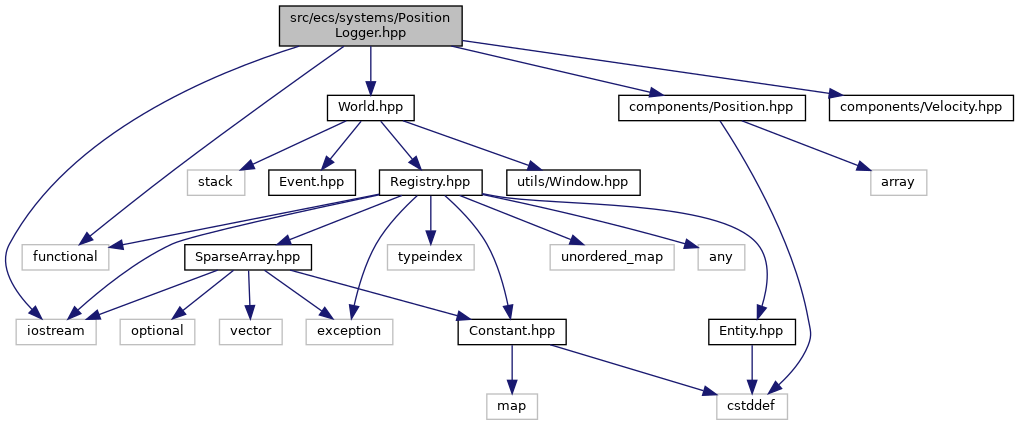 src/ecs/systems/Position
Logger.hpp
World.hpp
components/Position.hpp
components/Velocity.hpp
stack
Event.hpp
Registry.hpp
utils/Window.hpp
array
functional
SparseArray.hpp
typeindex
unordered_map
any
iostream
optional
vector
exception
Constant.hpp
Entity.hpp
map
cstddef